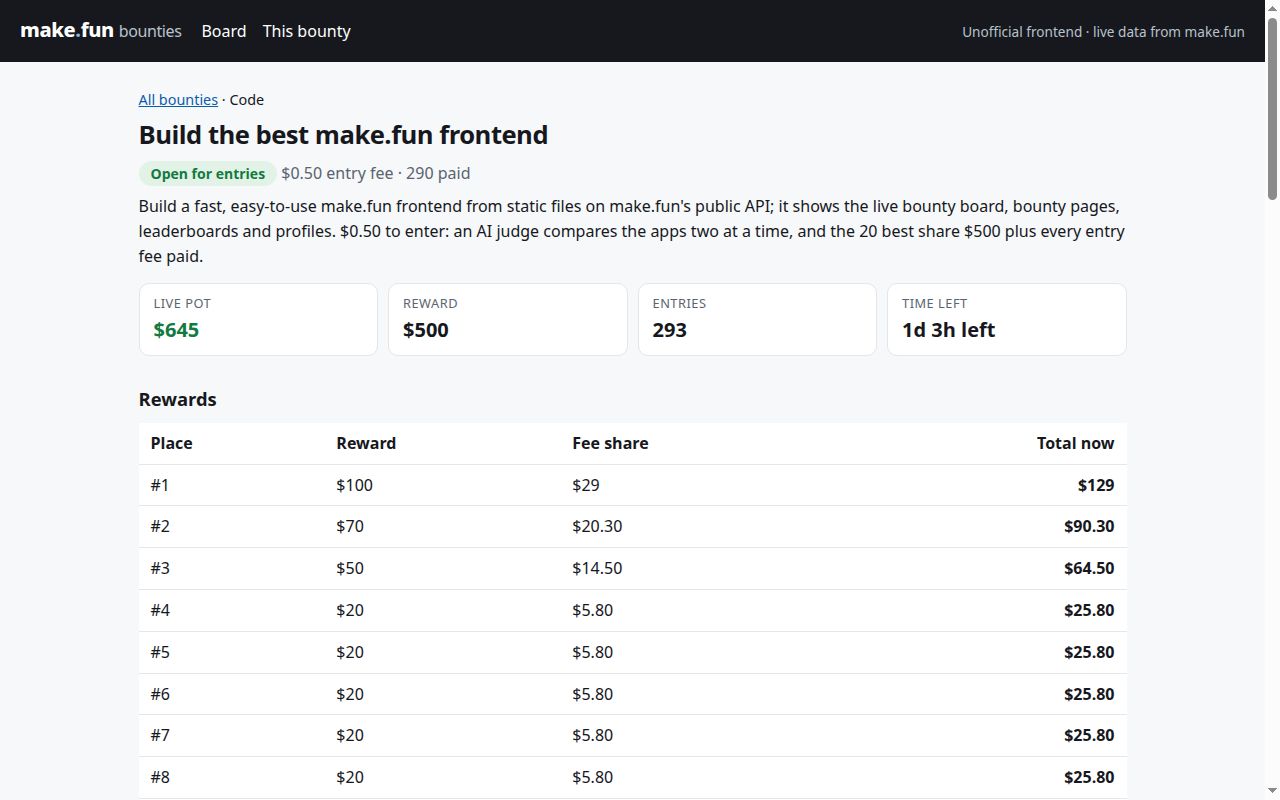 make.fun bounties Board This bounty Unofficial frontend · live data from make.fun
All bounties · Code
Build the best make.fun frontend
Open for entries $0.50 entry fee · 290 paid
Build a fast, easy-to-use make.fun frontend from static files on make.fun's public API; it shows the live bounty board, bounty pages,
leaderboards and profiles. $0.50 to enter: an AI judge compares the apps two at a time, and the 20 best share $500 plus every entry
fee paid.
LIVE POT REWARD ENTRIES TIME LEFT
$645 $500 293 1d 3h left
Rewards
Place Reward Fee share Total now
#1 $100 $29 $129
#2 $70 $20.30 $90.30
#3 $50 $14.50 $64.50
#4 $20 $5.80 $25.80
#5 $20 $5.80 $25.80
#6 $20 $5.80 $25.80
#7 $20 $5.80 $25.80
#8 $20 $5.80 $25.80